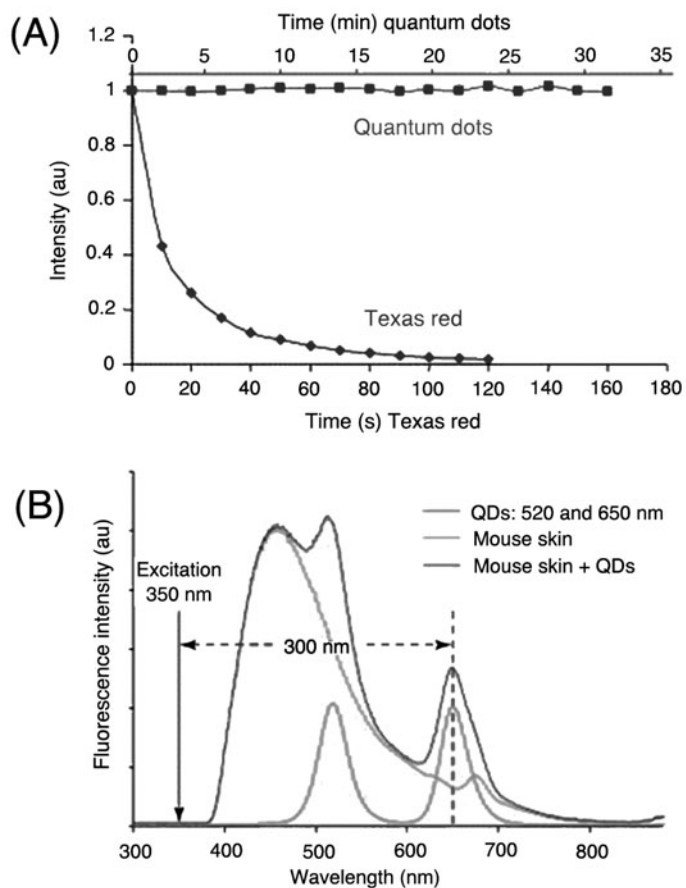 (A)
Time (min) quantum dots
0 5 10 15 20 25 30 35
1.2
1
0.8
0.6
0.4
0.2
0
Intensity (au)
Quantum dots
Texas red
0 20 40 60 80 100 120 140 160 180
Time (s) Texas red
(B)
QDs: 520 and 650 nm
Mouse skin
Mouse skin + QDs
Excitation
350 nm
300 nm
Fluorescence intensity (au)
300 400 500 600 700 800
Wavelength (nm)